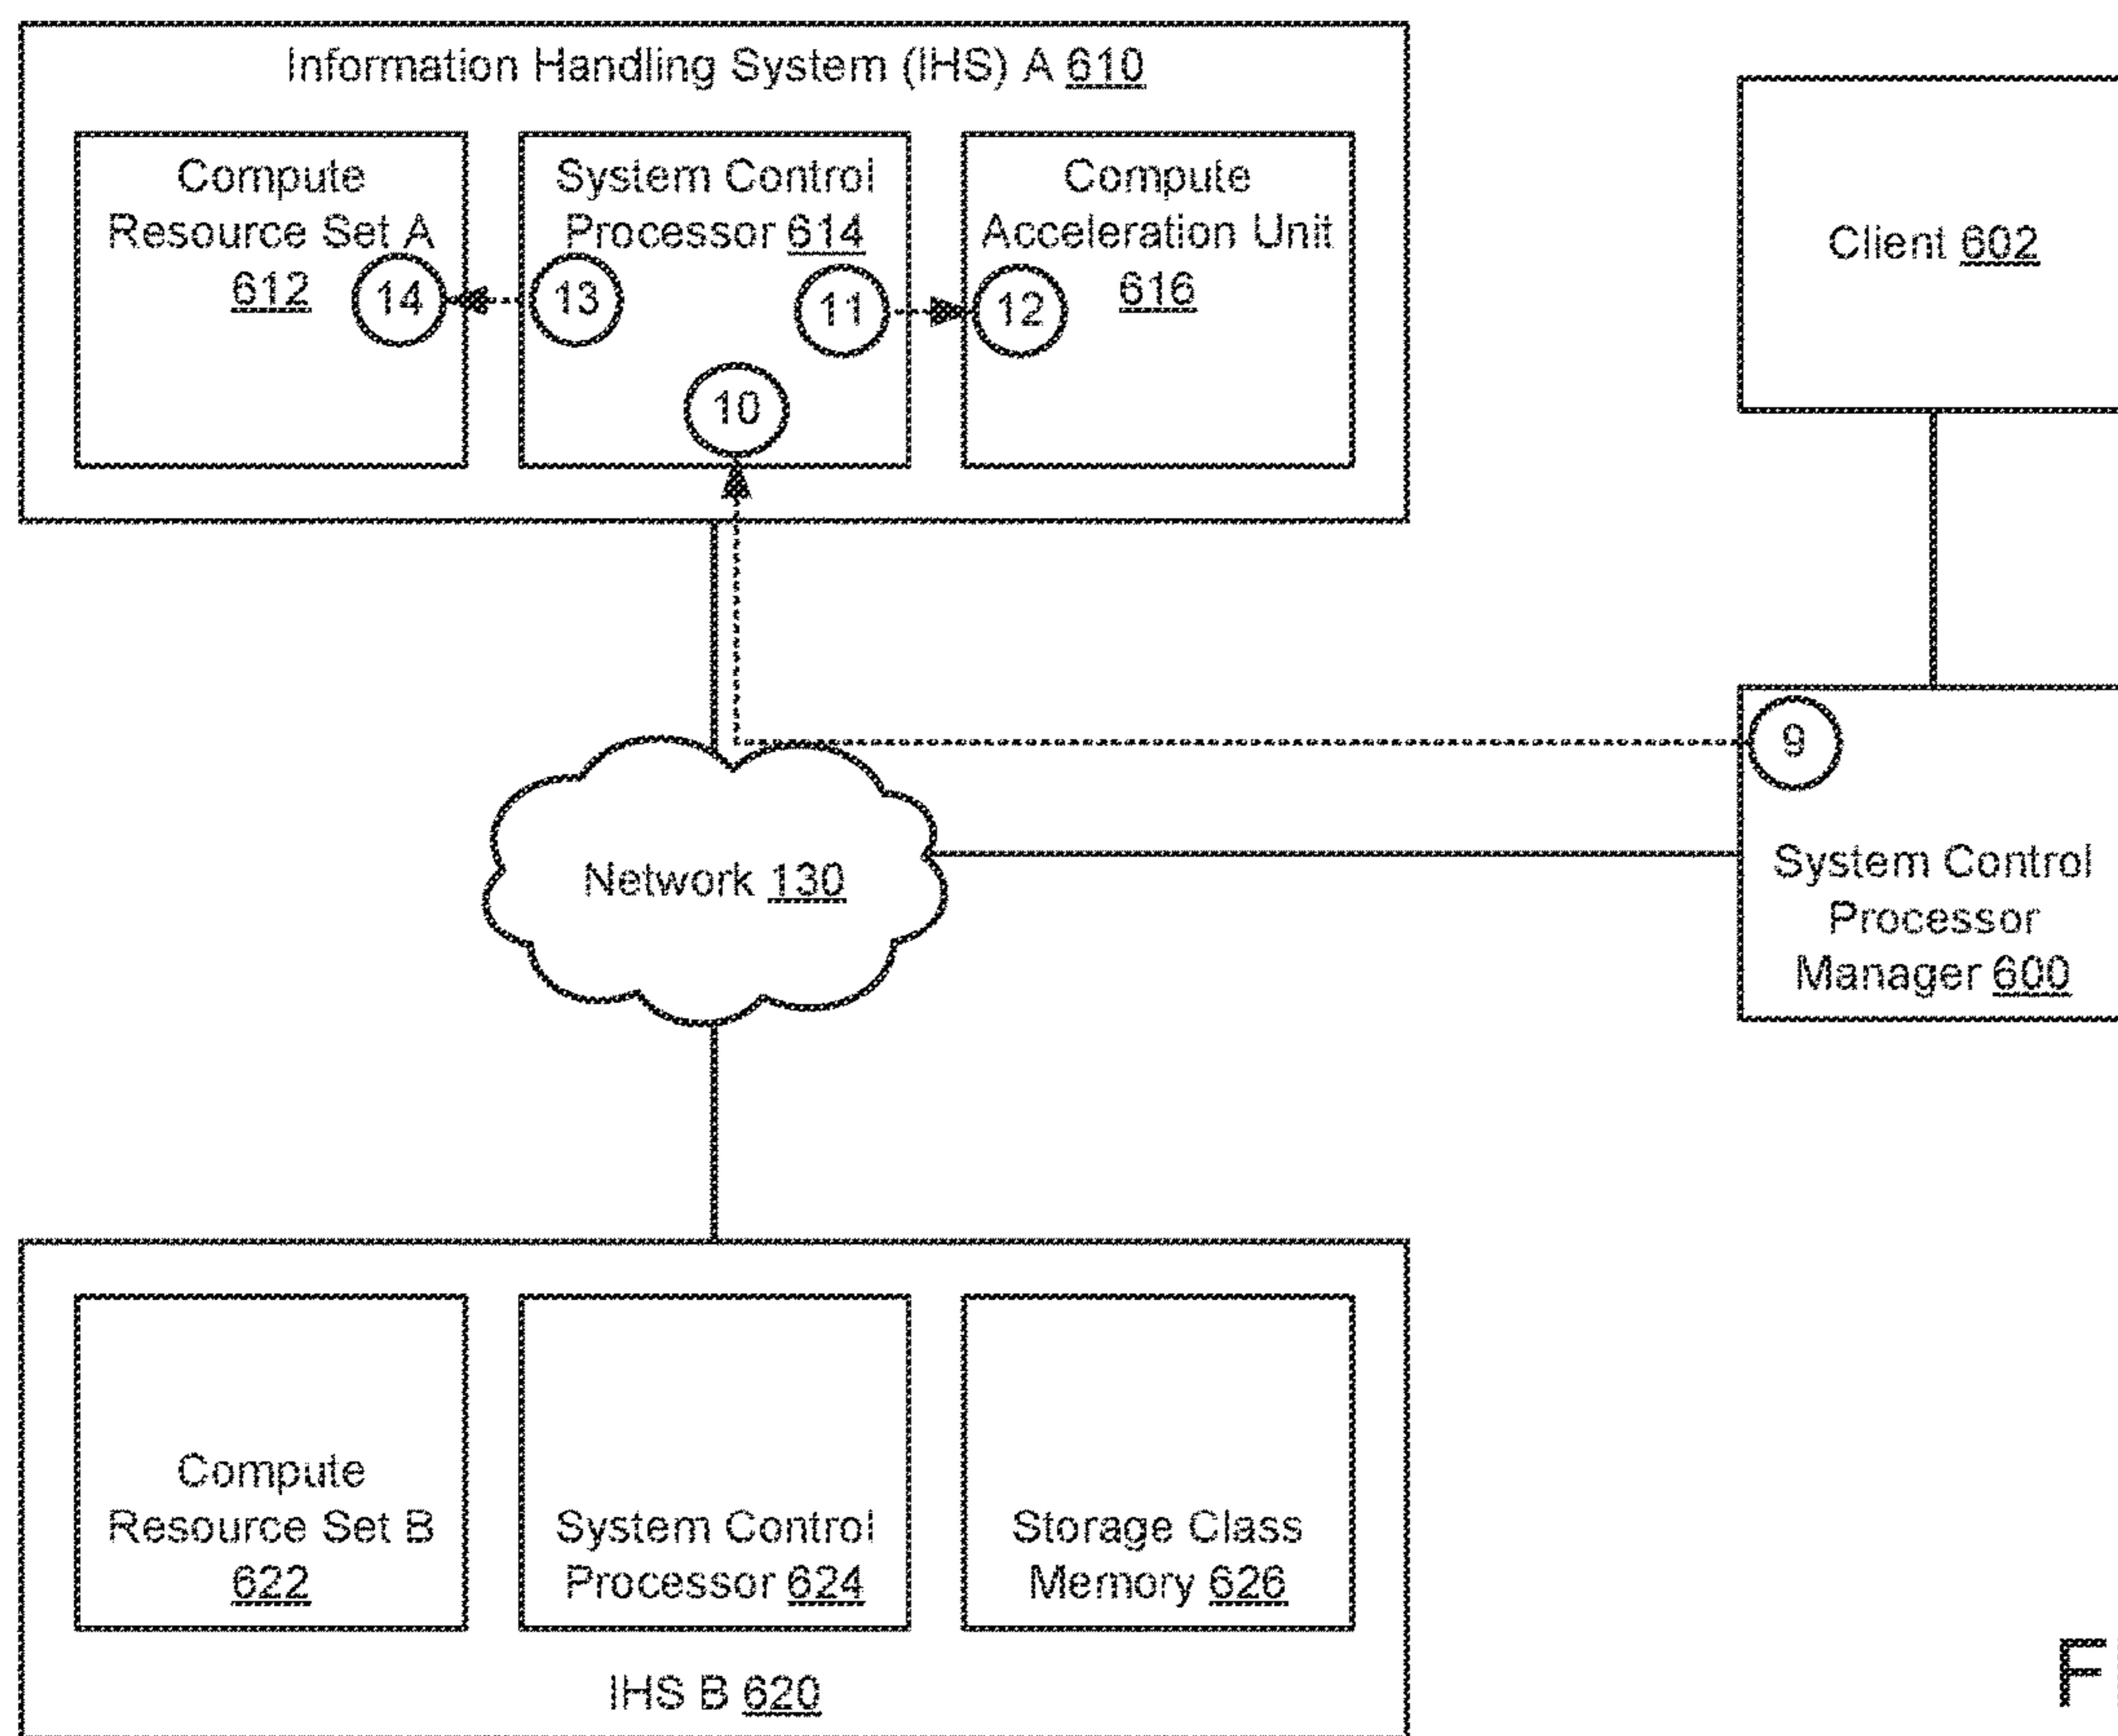 Information Handling System (IHS) A 610
Compute
Resource Set A
612
14
System Control
Processor 614
13
11
10
Compute
Acceleration Unit
616
12
Client 602
9
System Control
Processor
Manager 600
Network 130
Compute
Resource Set B
622
System Control
Processor 624
Storage Class
Memory 626
IHS B 620
F